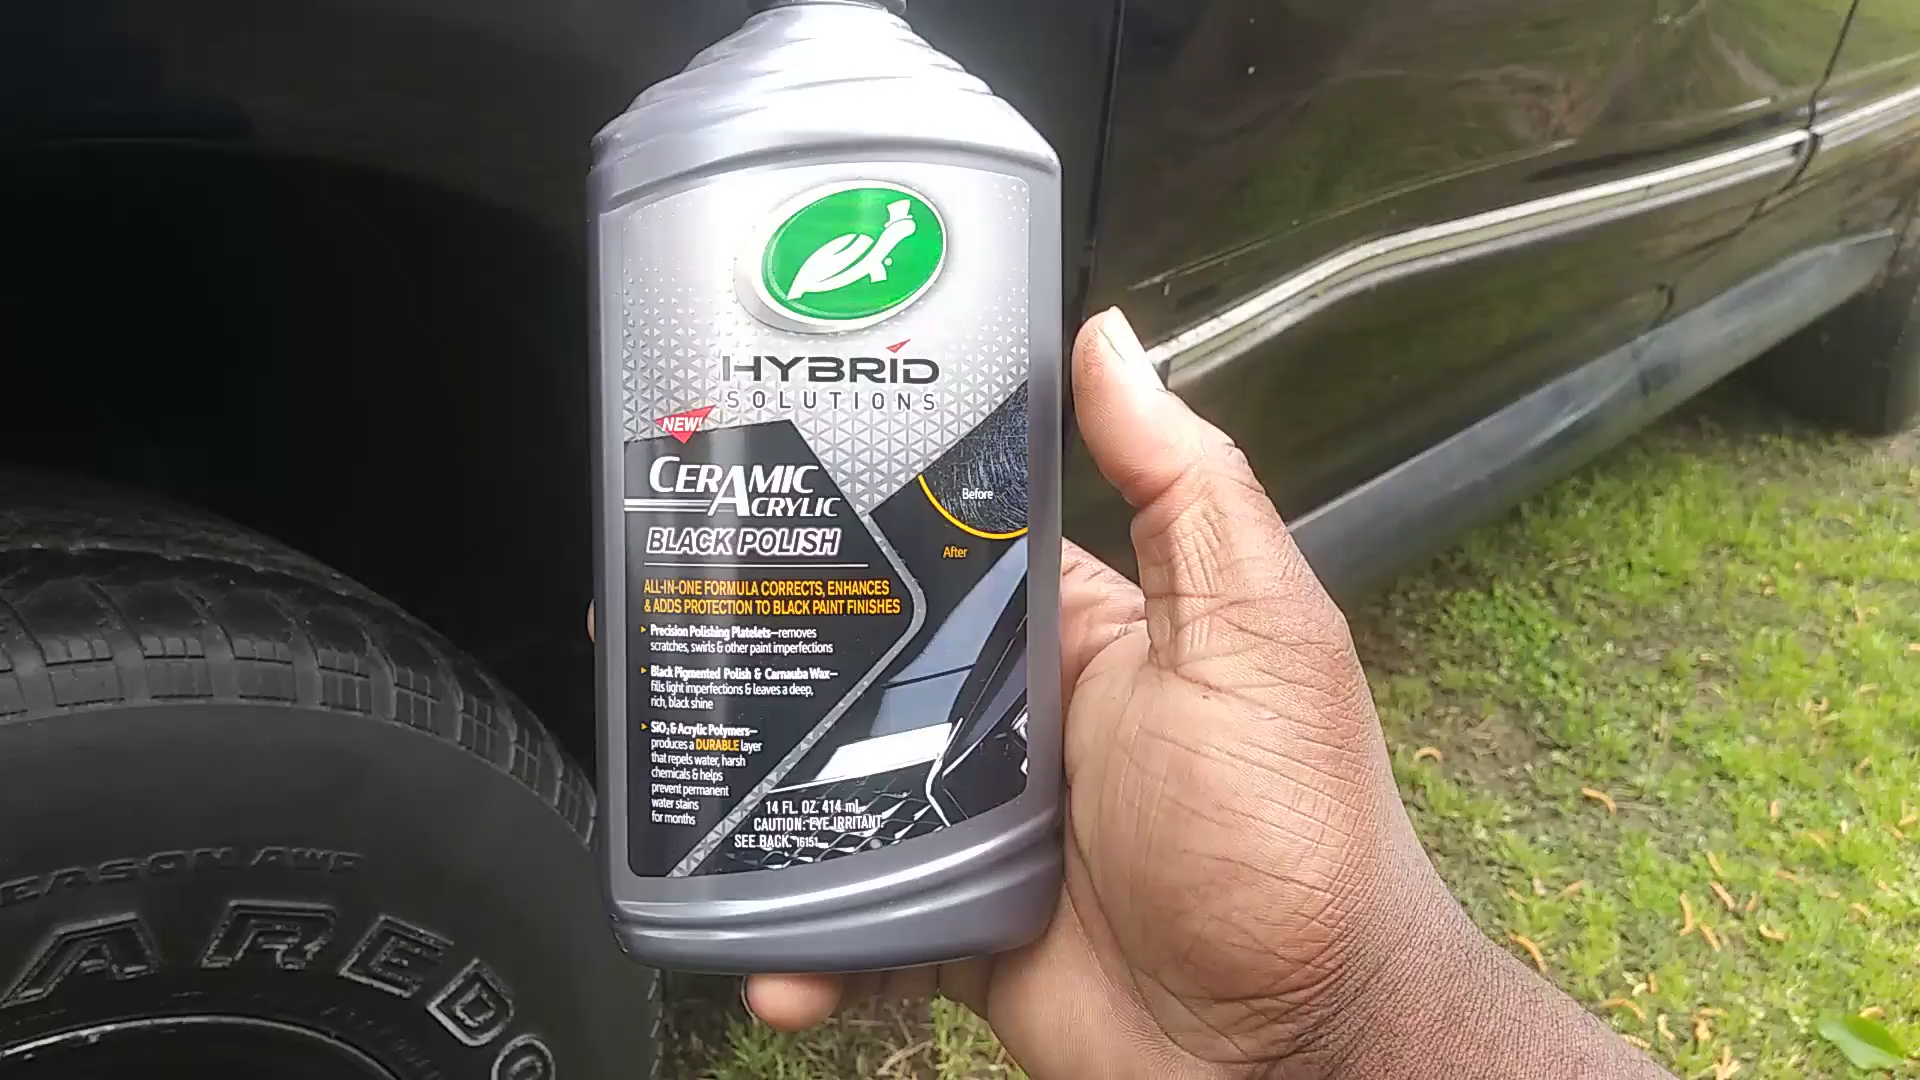 HYBRID
SOLUTIONS
NEW!
CERAMIC
ACRYLIC
BLACK POLISH
ALL-IN-ONE FORMULA CORRECTS, ENHANCES
& ADDS PROTECTION TO BLACK PAINT FINISHES
Precision Polishing Platelets—removes
scratches, swirls & other paint imperfections
Black Pigmented Polish & Carnauba Wax—
fills light imperfections & leaves a deep,
rich, black shine
SiO₂ & Acrylic Polymers—
produces a DURABLE layer
that repels water, harsh
chemicals & helps
prevent permanent
water stains
for months
Before
After
14 FL. OZ. 414 mL
CAUTION: EYE IRRITANT.
SEE BACK. 16151
AREDO